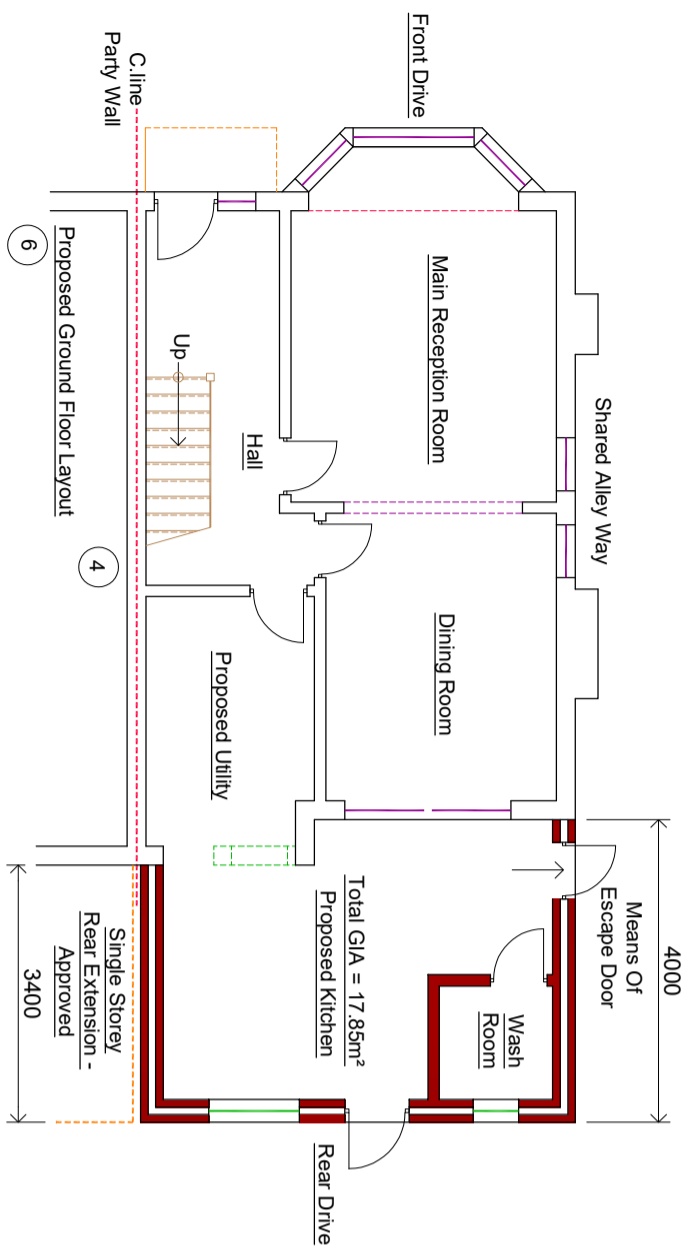 Front Drive
C.line
Party Wall
Main Reception Room
Shared Alley Way
Up
Hall
6
Proposed Ground Floor Layout
4
Dining Room
Proposed Utility
Means Of
Escape Door
4000
Wash
Room
Total GIA = 17.85m²
Proposed Kitchen
Single Storey
Rear Extension -
Approved
3400
Rear Drive